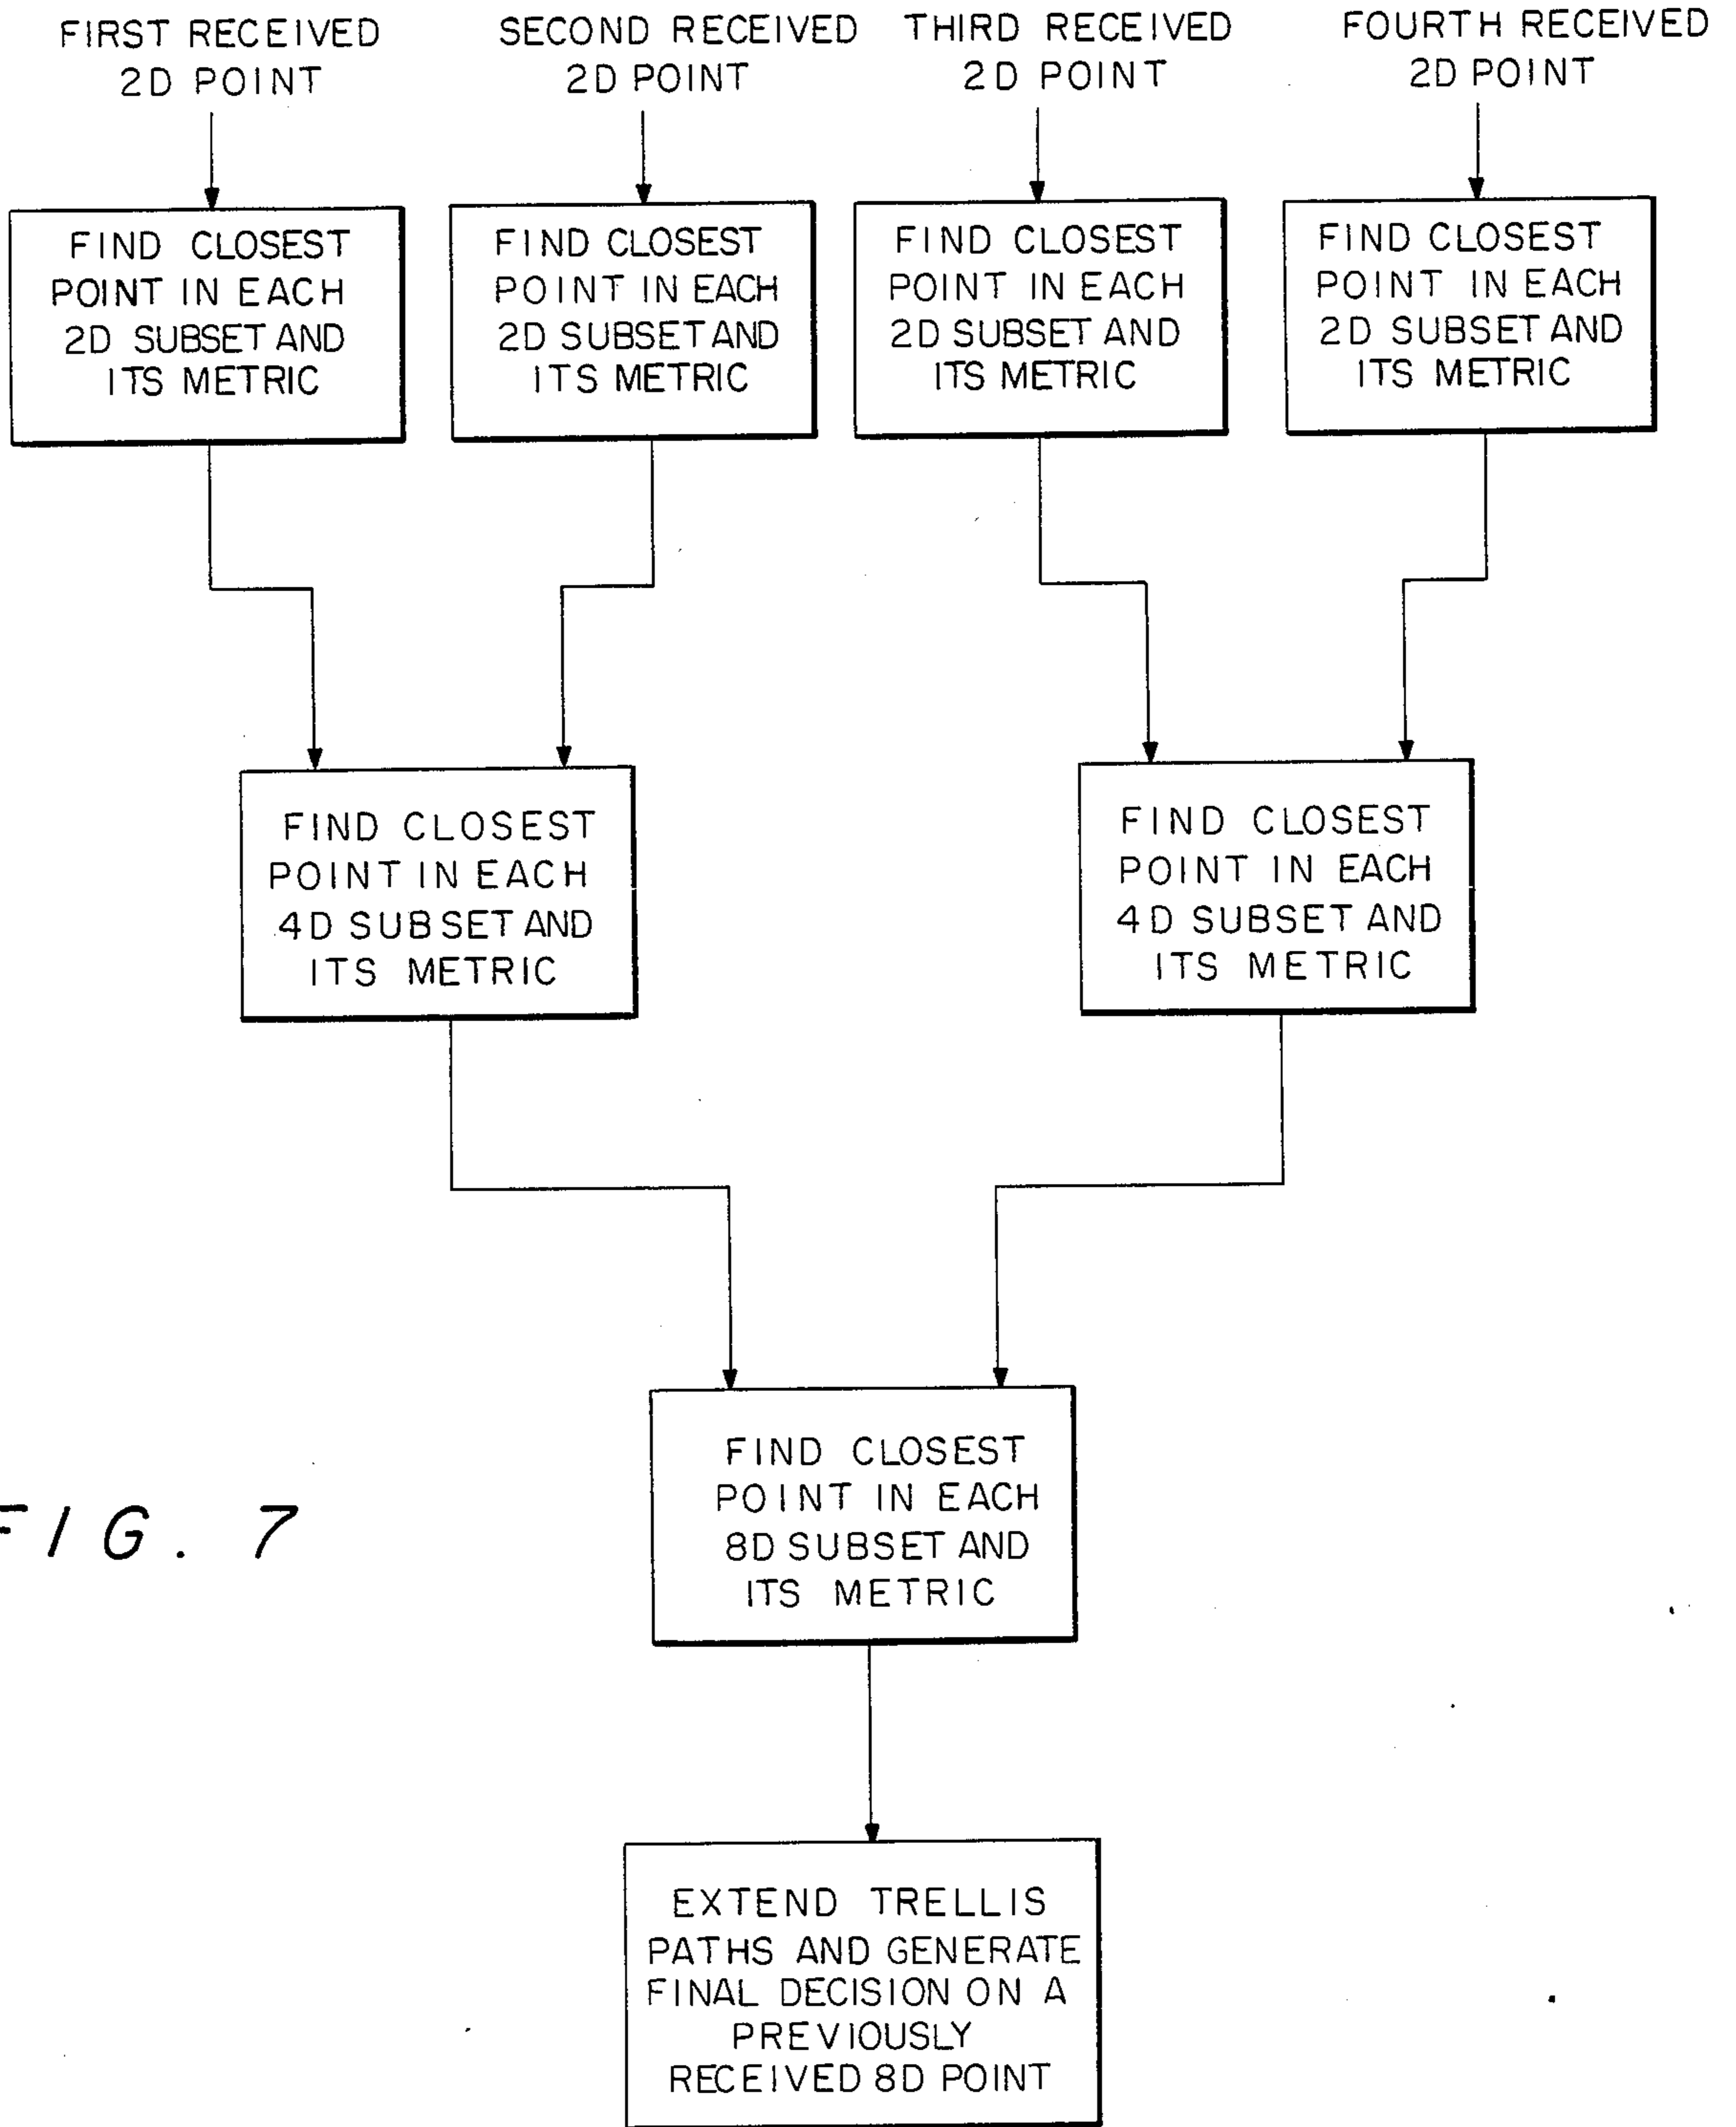 FIRST RECEIVED
2D POINT
SECOND RECEIVED
2D POINT
THIRD RECEIVED
2D POINT
FOURTH RECEIVED
2D POINT
FIND CLOSEST
POINT IN EACH
2D SUBSET AND
ITS METRIC
FIND CLOSEST
POINT IN EACH
2D SUBSET AND
ITS METRIC
FIND CLOSEST
POINT IN EACH
2D SUBSET AND
ITS METRIC
FIND CLOSEST
POINT IN EACH
2D SUBSET AND
ITS METRIC
FIND CLOSEST
POINT IN EACH
4D SUBSET AND
ITS METRIC
FIND CLOSEST
POINT IN EACH
4D SUBSET AND
ITS METRIC
FIND CLOSEST
POINT IN EACH
8D SUBSET AND
ITS METRIC
FIG. 7
EXTEND TRELLIS
PATHS AND GENERATE
FINAL DECISION ON A
PREVIOUSLY
RECEIVED 8D POINT